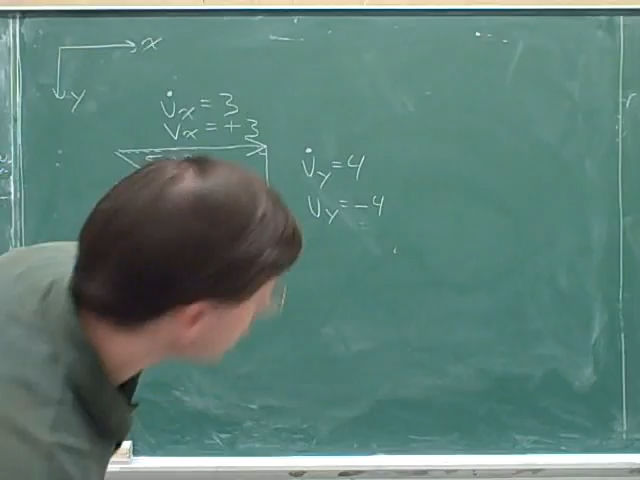 x
y
v̇x = 3
vx = +3
v̇y = 4
vy = -4
r